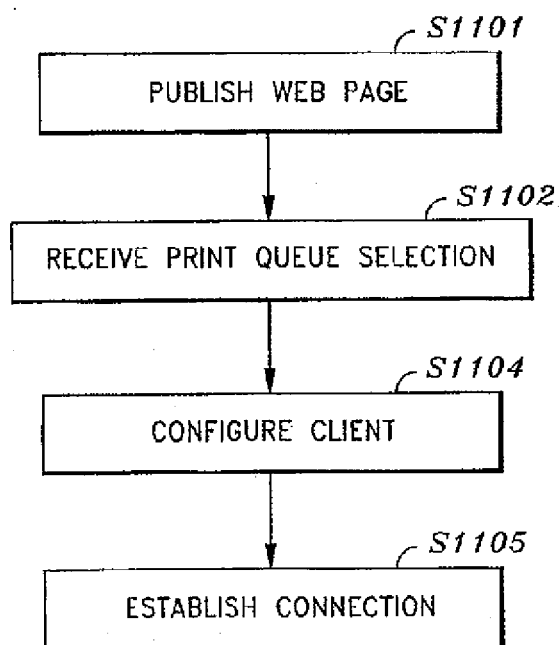 S1101
PUBLISH WEB PAGE
S1102
RECEIVE PRINT QUEUE SELECTION
S1104
CONFIGURE CLIENT
S1105
ESTABLISH CONNECTION